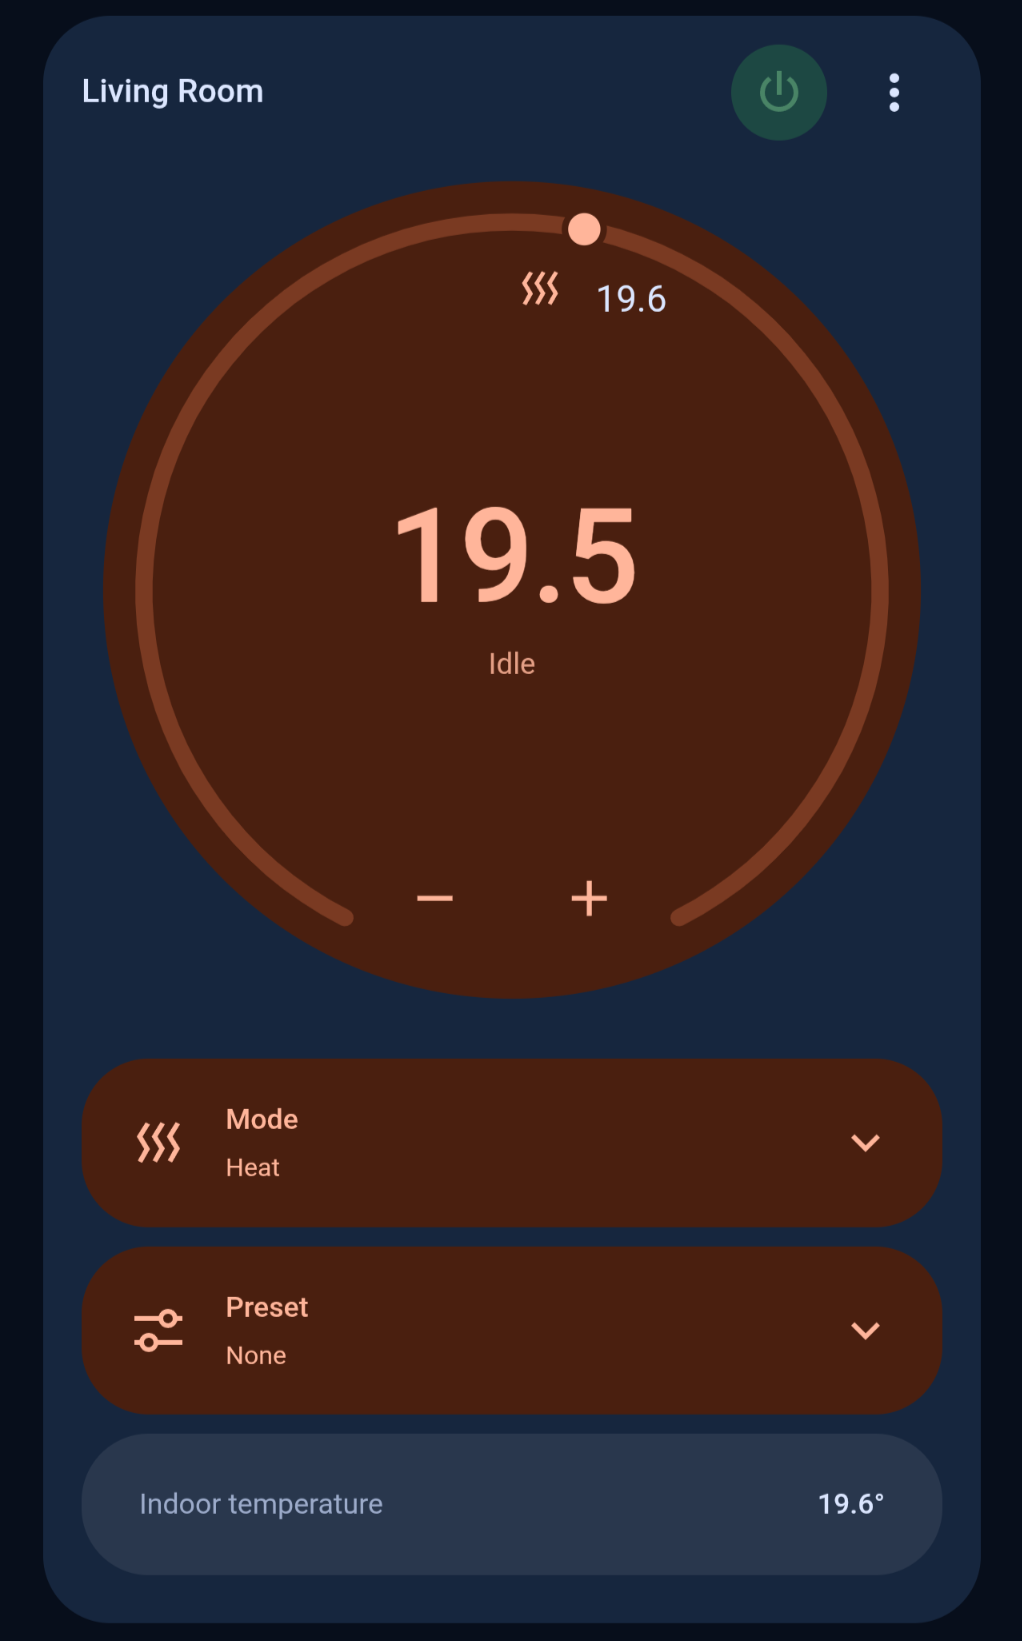 Living Room
19.6
19.5
Idle
Mode
Heat
Preset
None
Indoor temperature 19.6°